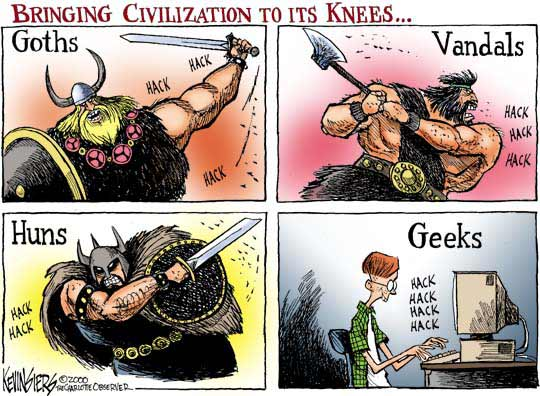 BRINGING CIVILIZATION TO ITS KNEES...
Goths
HACK
HACK
HACK
Vandals
HACK
HACK
HACK
Huns
HACK
HACK
Geeks
HACK
HACK
HACK
HACK
KEVIN SIERS ©2000
THE CHARLOTTE OBSERVER